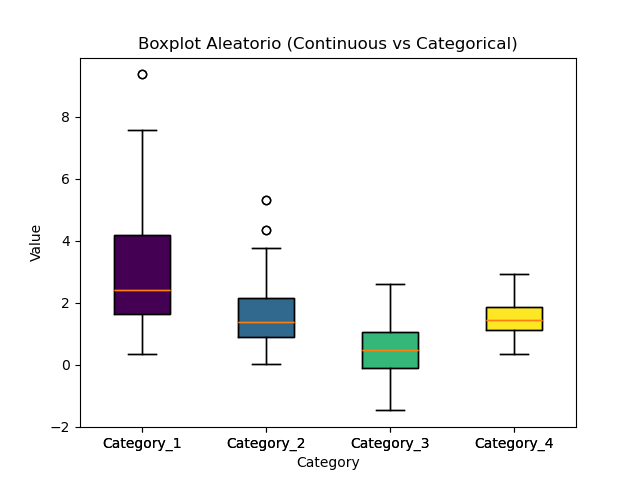 Boxplot Aleatorio (Continuous vs Categorical)
Value
8
6
4
2
0
−2
Category_1 Category_2 Category_3 Category_4
Category